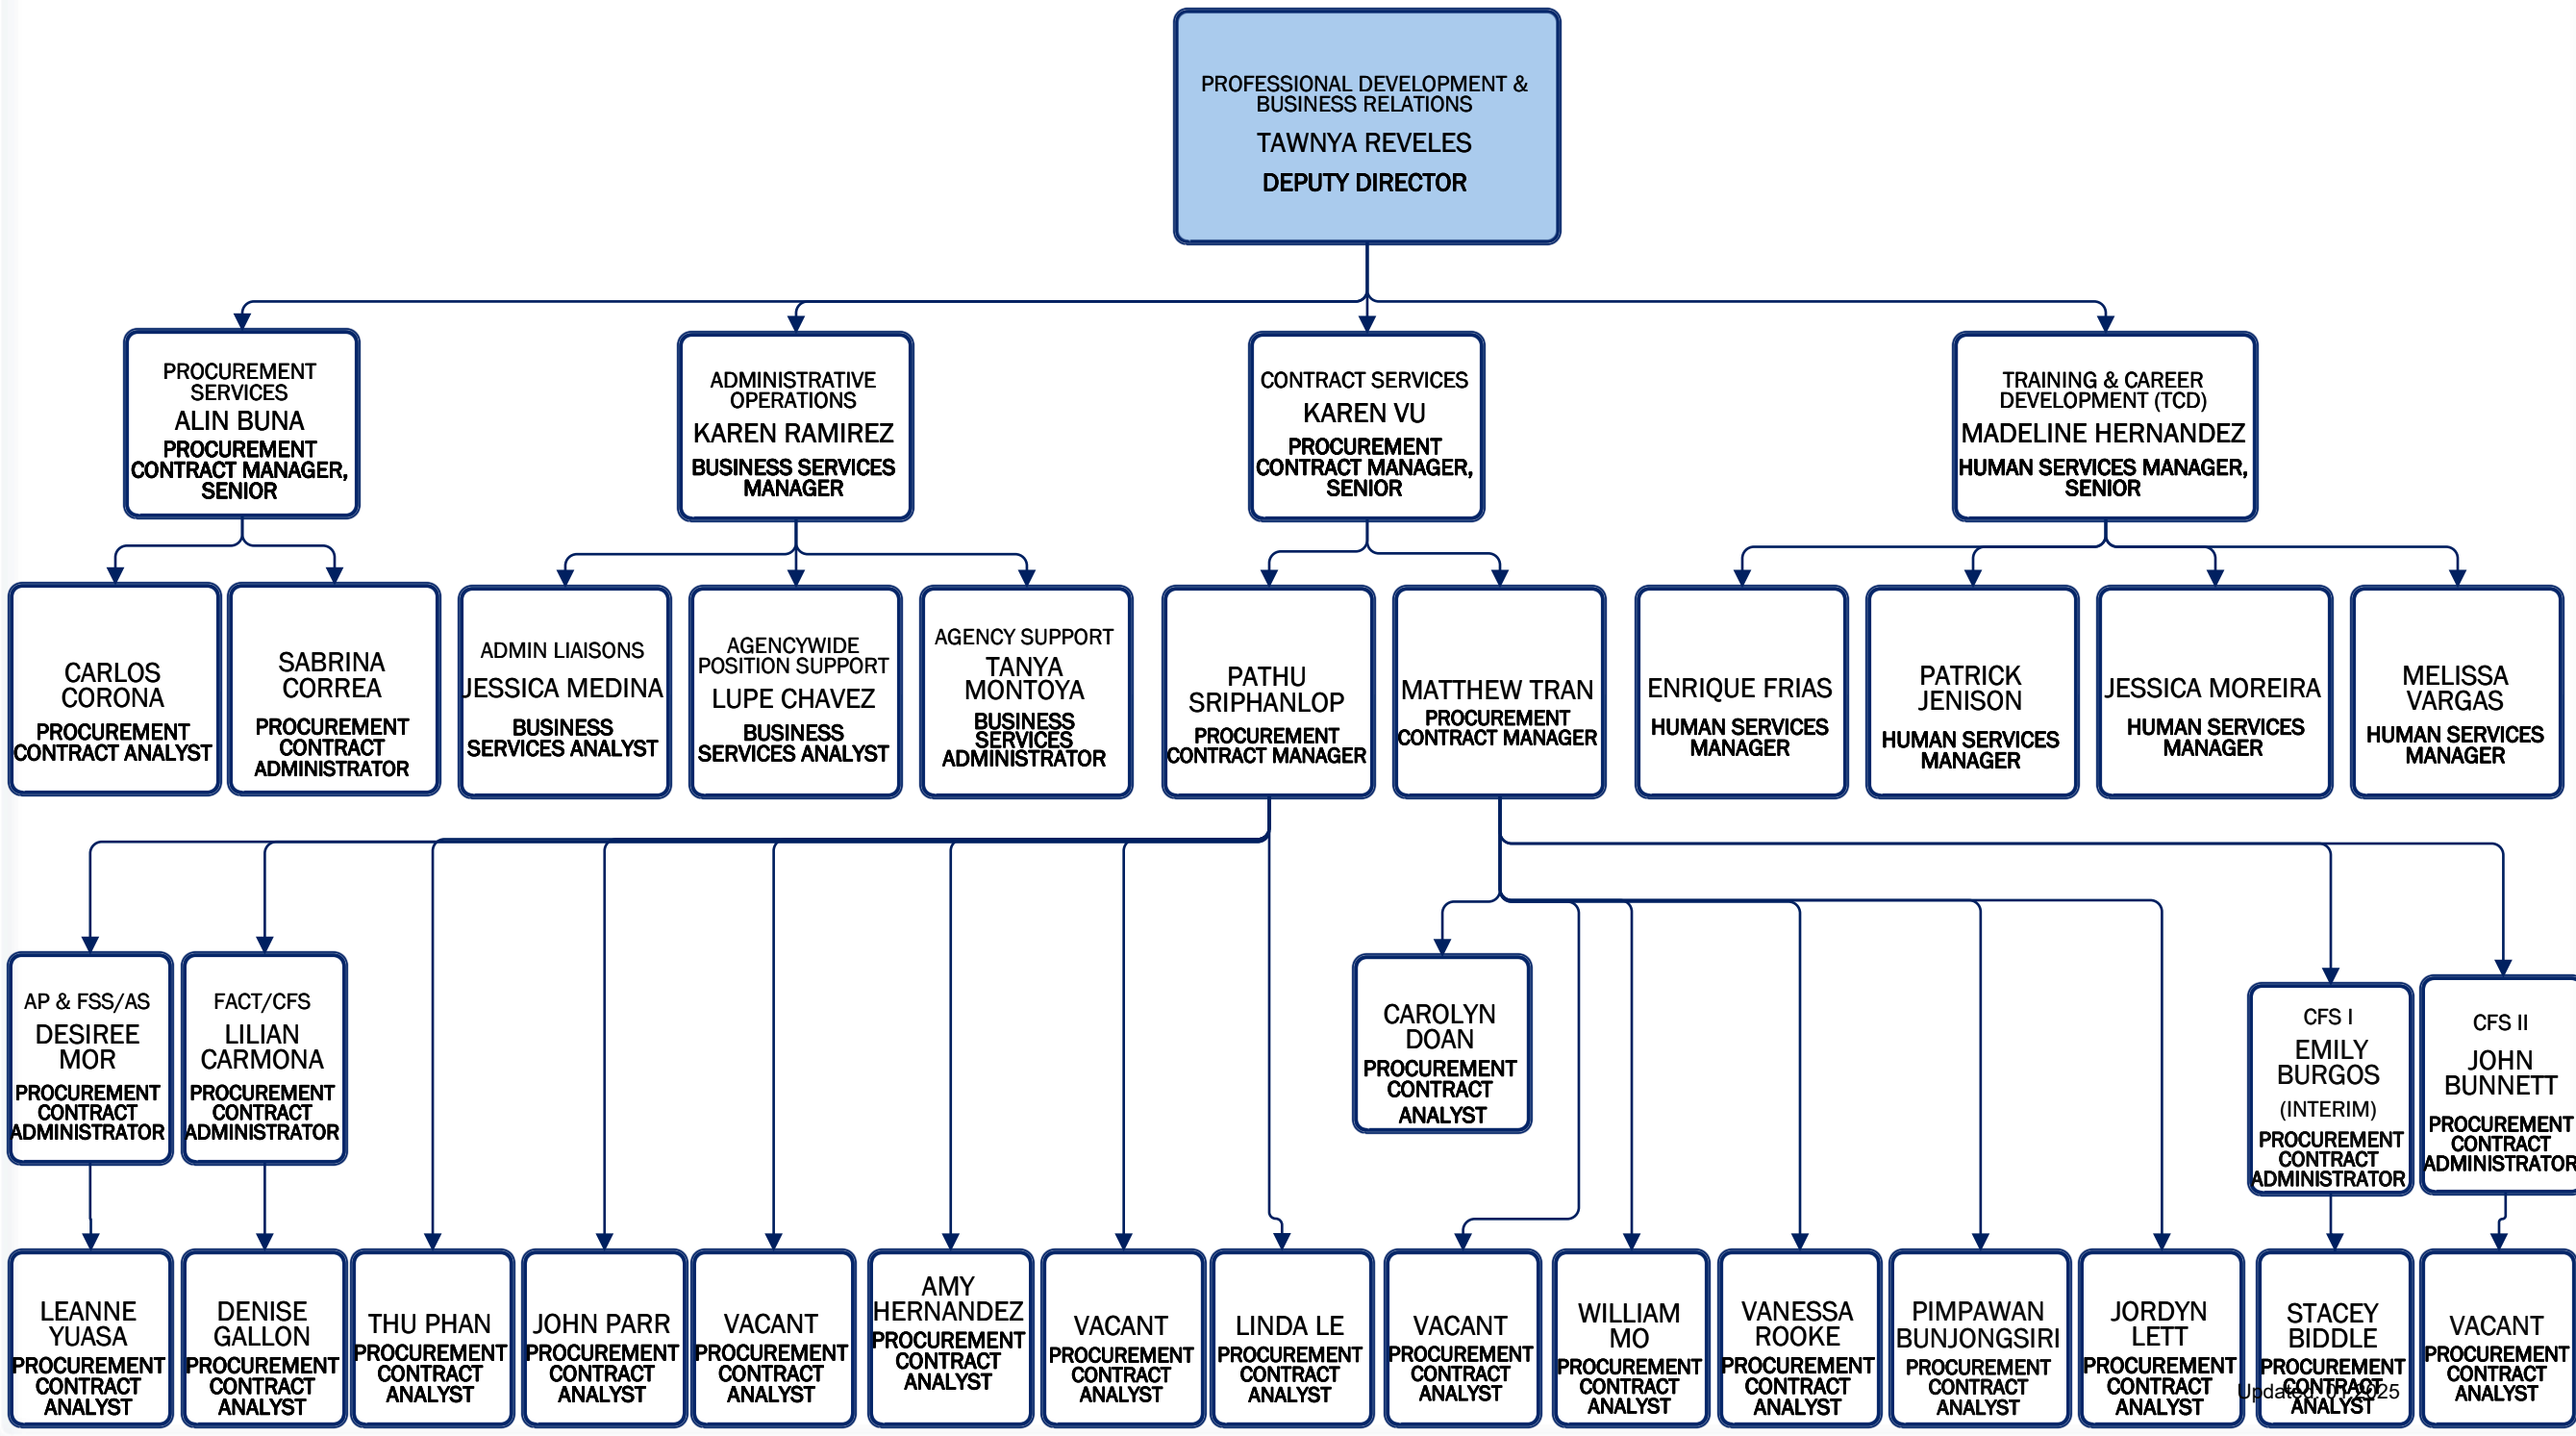 PROFESSIONAL DEVELOPMENT &
BUSINESS RELATIONS
TAWNYA REVELES
DEPUTY DIRECTOR
PROCUREMENT
SERVICES
ALIN BUNA
PROCUREMENT
CONTRACT MANAGER,
SENIOR
ADMINISTRATIVE
OPERATIONS
KAREN RAMIREZ
BUSINESS SERVICES
MANAGER
CONTRACT SERVICES
KAREN VU
PROCUREMENT
CONTRACT MANAGER,
SENIOR
TRAINING & CAREER
DEVELOPMENT (TCD)
MADELINE HERNANDEZ
HUMAN SERVICES MANAGER,
SENIOR
CARLOS
CORONA
PROCUREMENT
CONTRACT ANALYST
SABRINA
CORREA
PROCUREMENT
CONTRACT
ADMINISTRATOR
ADMIN LIAISONS
JESSICA MEDINA
BUSINESS
SERVICES ANALYST
AGENCYWIDE
POSITION SUPPORT
LUPE CHAVEZ
BUSINESS
SERVICES ANALYST
AGENCY SUPPORT
TANYA
MONTOYA
BUSINESS
SERVICES
ADMINISTRATOR
PATHU
SRIPHANLOP
PROCUREMENT
CONTRACT MANAGER
MATTHEW TRAN
PROCUREMENT
CONTRACT MANAGER
ENRIQUE FRIAS
HUMAN SERVICES
MANAGER
PATRICK
JENISON
HUMAN SERVICES
MANAGER
JESSICA MOREIRA
HUMAN SERVICES
MANAGER
MELISSA
VARGAS
HUMAN SERVICES
MANAGER
AP & FSS/AS
DESIREE
MOR
PROCUREMENT
CONTRACT
ADMINISTRATOR
FACT/CFS
LILIAN
CARMONA
PROCUREMENT
CONTRACT
ADMINISTRATOR
CAROLYN
DOAN
PROCUREMENT
CONTRACT
ANALYST
CFS I
EMILY
BURGOS
(INTERIM)
PROCUREMENT
CONTRACT
ADMINISTRATOR
CFS II
JOHN
BUNNETT
PROCUREMENT
CONTRACT
ADMINISTRATOR
LEANNE
YUASA
PROCUREMENT
CONTRACT
ANALYST
DENISE
GALLON
PROCUREMENT
CONTRACT
ANALYST
THU PHAN
PROCUREMENT
CONTRACT
ANALYST
JOHN PARR
PROCUREMENT
CONTRACT
ANALYST
VACANT
PROCUREMENT
CONTRACT
ANALYST
AMY
HERNANDEZ
PROCUREMENT
CONTRACT
ANALYST
VACANT
PROCUREMENT
CONTRACT
ANALYST
LINDA LE
PROCUREMENT
CONTRACT
ANALYST
VACANT
PROCUREMENT
CONTRACT
ANALYST
WILLIAM
MO
PROCUREMENT
CONTRACT
ANALYST
VANESSA
ROOKE
PROCUREMENT
CONTRACT
ANALYST
PIMPAWAN
BUNJONGSIRI
PROCUREMENT
CONTRACT
ANALYST
JORDYN
LETT
PROCUREMENT
CONTRACT
ANALYST
STACEY
BIDDLE
PROCUREMENT
CONTRACT
ANALYST
VACANT
PROCUREMENT
CONTRACT
ANALYST
Updated: